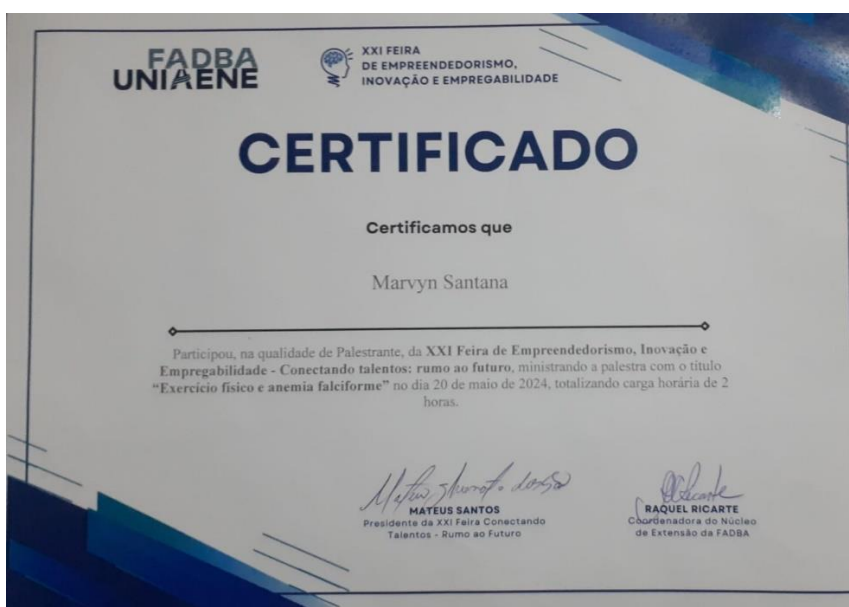 FADBA
UNIAENE
XXI FEIRA
DE EMPREENDEDORISMO,
INOVAÇÃO E EMPREGABILIDADE
CERTIFICADO
Certificamos que
Marvyn Santana
Participou, na qualidade de Palestrante, da XXI Feira de Empreendedorismo, Inovação e
Empregabilidade - Conectando talentos: rumo ao futuro, ministrando a palestra com o título
“Exercício físico e anemia falciforme” no dia 20 de maio de 2024, totalizando carga horária de 2
horas.
MATEUS SANTOS
Presidente da XXI Feira Conectando
Talentos - Rumo ao Futuro
RAQUEL RICARTE
Coordenadora do Núcleo
de Extensão da FADBA